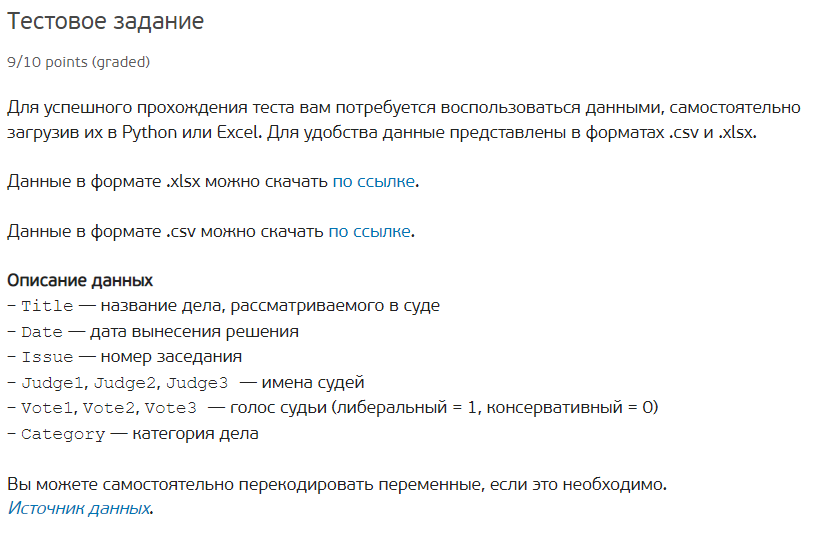 Тестовое задание
9/10 points (graded)
Для успешного прохождения теста вам потребуется воспользоваться данными, самостоятельно
загрузив их в Python или Excel. Для удобства данные представлены в форматах .csv и .xlsx.
Данные в формате .xlsx можно скачать по ссылке.
Данные в формате .csv можно скачать по ссылке.
Описание данных
– Title — название дела, рассматриваемого в суде
– Date — дата вынесения решения
– Issue — номер заседания
– Judge1, Judge2, Judge3 — имена судей
– Vote1, Vote2, Vote3 — голос судьи (либеральный = 1, консервативный = 0)
– Category — категория дела
Вы можете самостоятельно перекодировать переменные, если это необходимо.
Источник данных.